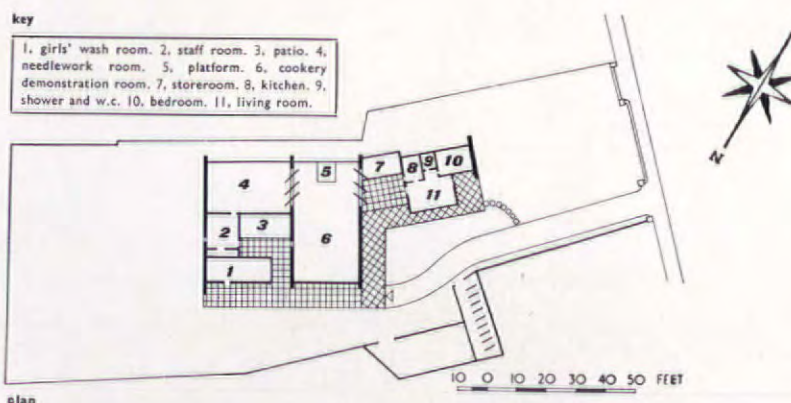 key
1, girls' wash room. 2, staff room. 3, patio. 4,
needlework room. 5, platform. 6, cookery
demonstration room. 7, storeroom. 8, kitchen. 9,
shower and w.c. 10, bedroom. 11, living room.
N
4
5
7
8
9
10
11
2
3
6
1
10 0 10 20 30 40 50 FEET
plan